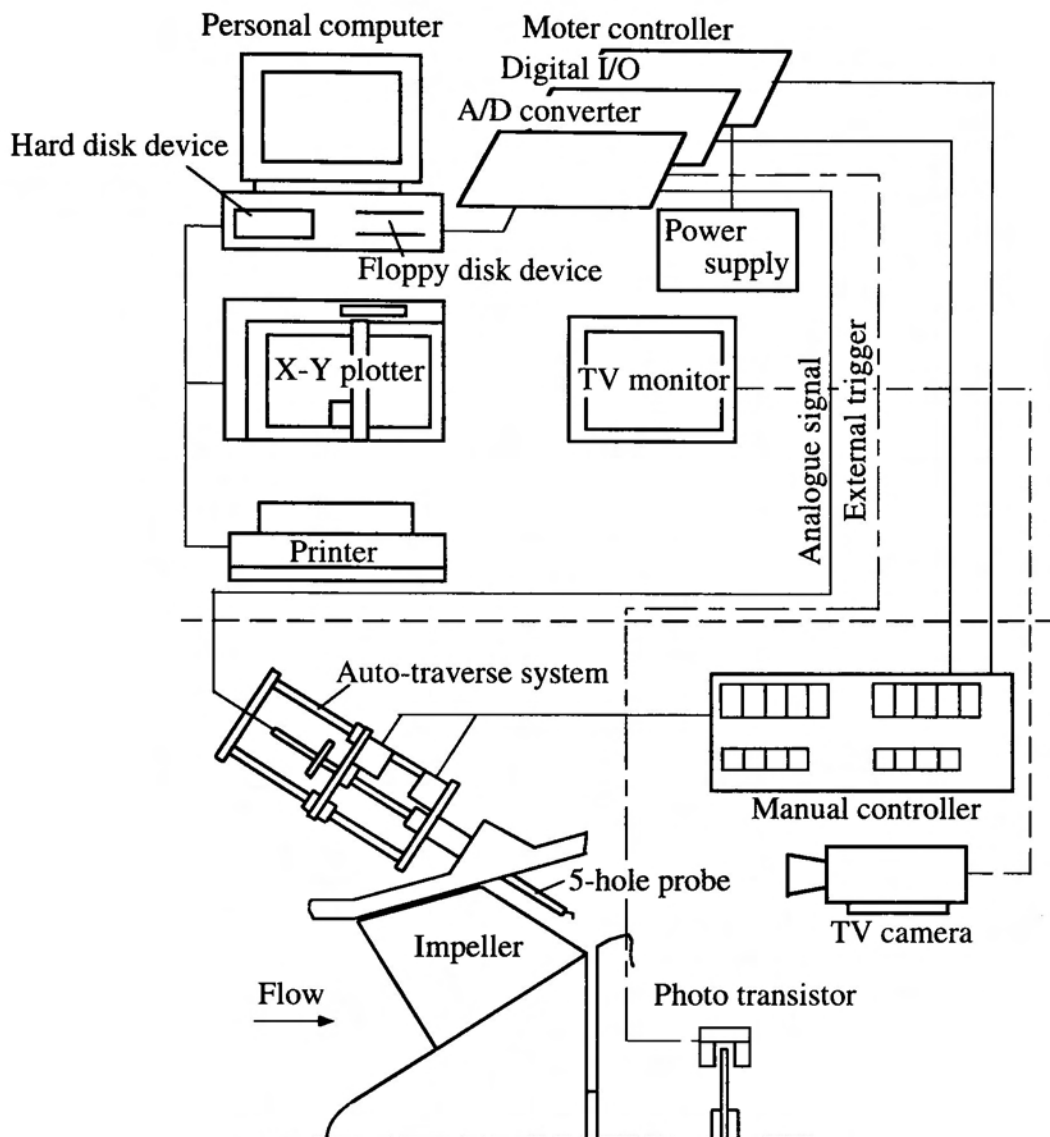 Personal computer
Moter controller
Digital I/O
A/D converter
Hard disk device
Floppy disk device
Power
supply
X-Y plotter
TV monitor
Analogue signal
External trigger
Printer
Auto-traverse system
Manual controller
5-hole probe
TV camera
Impeller
Flow
Photo transistor